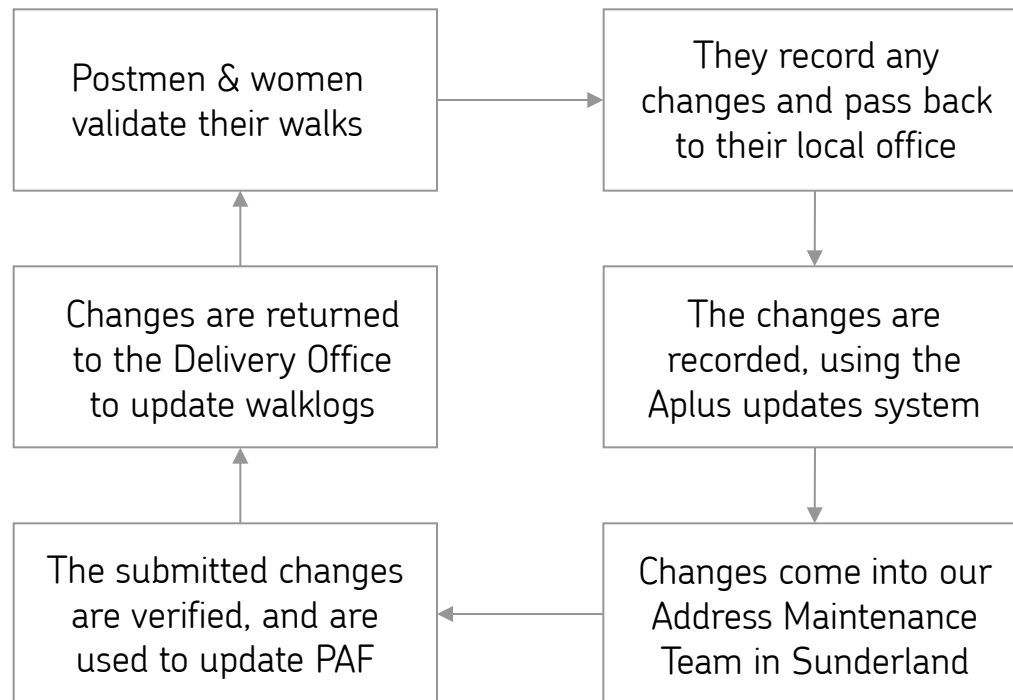 Postmen & women
validate their walks
They record any
changes and pass back
to their local office
The changes are
recorded, using the
Aplus updates system
Changes come into our
Address Maintenance
Team in Sunderland
The submitted changes
are verified, and are
used to update PAF
Changes are returned
to the Delivery Office
to update walklogs